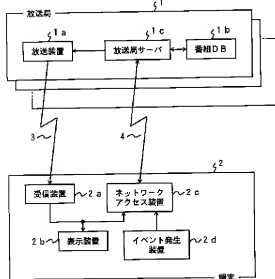 1
放送局
1a
1c
1b
放送装置
放送局サーバ
番組DB
3
4
2
受信装置
2a
ネットワーク
アクセス装置
2c
2b
表示装置
イベント発生
装置
2d